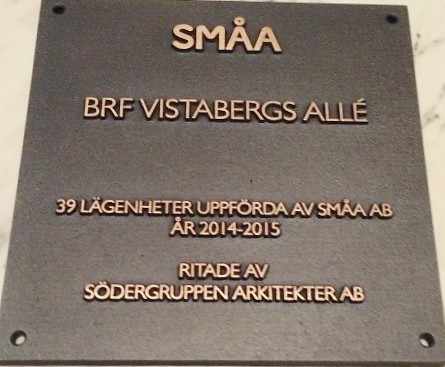 SMÅA
BRF VISTABERGS ALLÉ
39 LÄGENHETER UPPFÖRDA AV SMÅA AB
ÅR 2014-2015
RITADE AV
SÖDERGRUPPEN ARKITEKTER AB